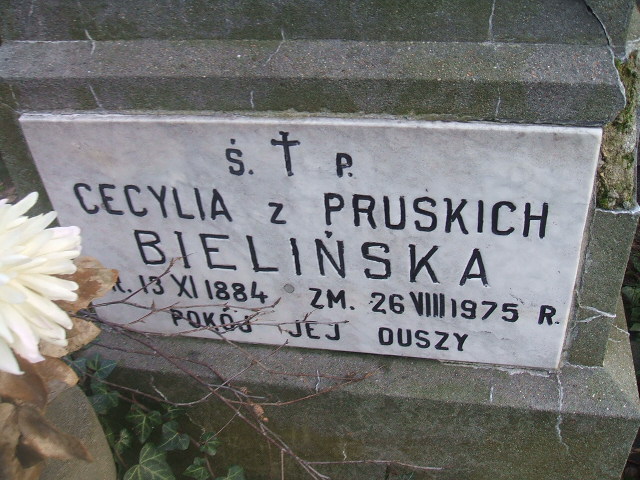 Ś. † P.
CECYLIA z PRUSKICH
BIELIŃSKA
R. 13 XI 1884 ZM. 26 VIII 1975 R.
POKÓJ JEJ DUSZY